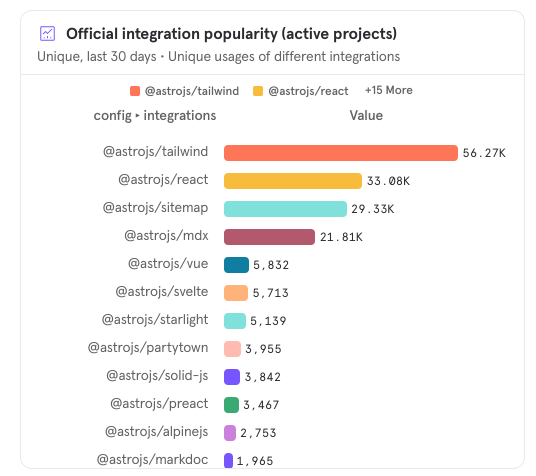 Official integration popularity (active projects)
Unique, last 30 days • Unique usages of different integrations
@astrojs/tailwind @astrojs/react +15 More
config ▸ integrations Value
@astrojs/tailwind 56.27K
@astrojs/react 33.08K
@astrojs/sitemap 29.33K
@astrojs/mdx 21.81K
@astrojs/vue 5,832
@astrojs/svelte 5,713
@astrojs/starlight 5,139
@astrojs/partytown 3,955
@astrojs/solid-js 3,842
@astrojs/preact 3,467
@astrojs/alpinejs 2,753
@astrojs/markdoc 1,965